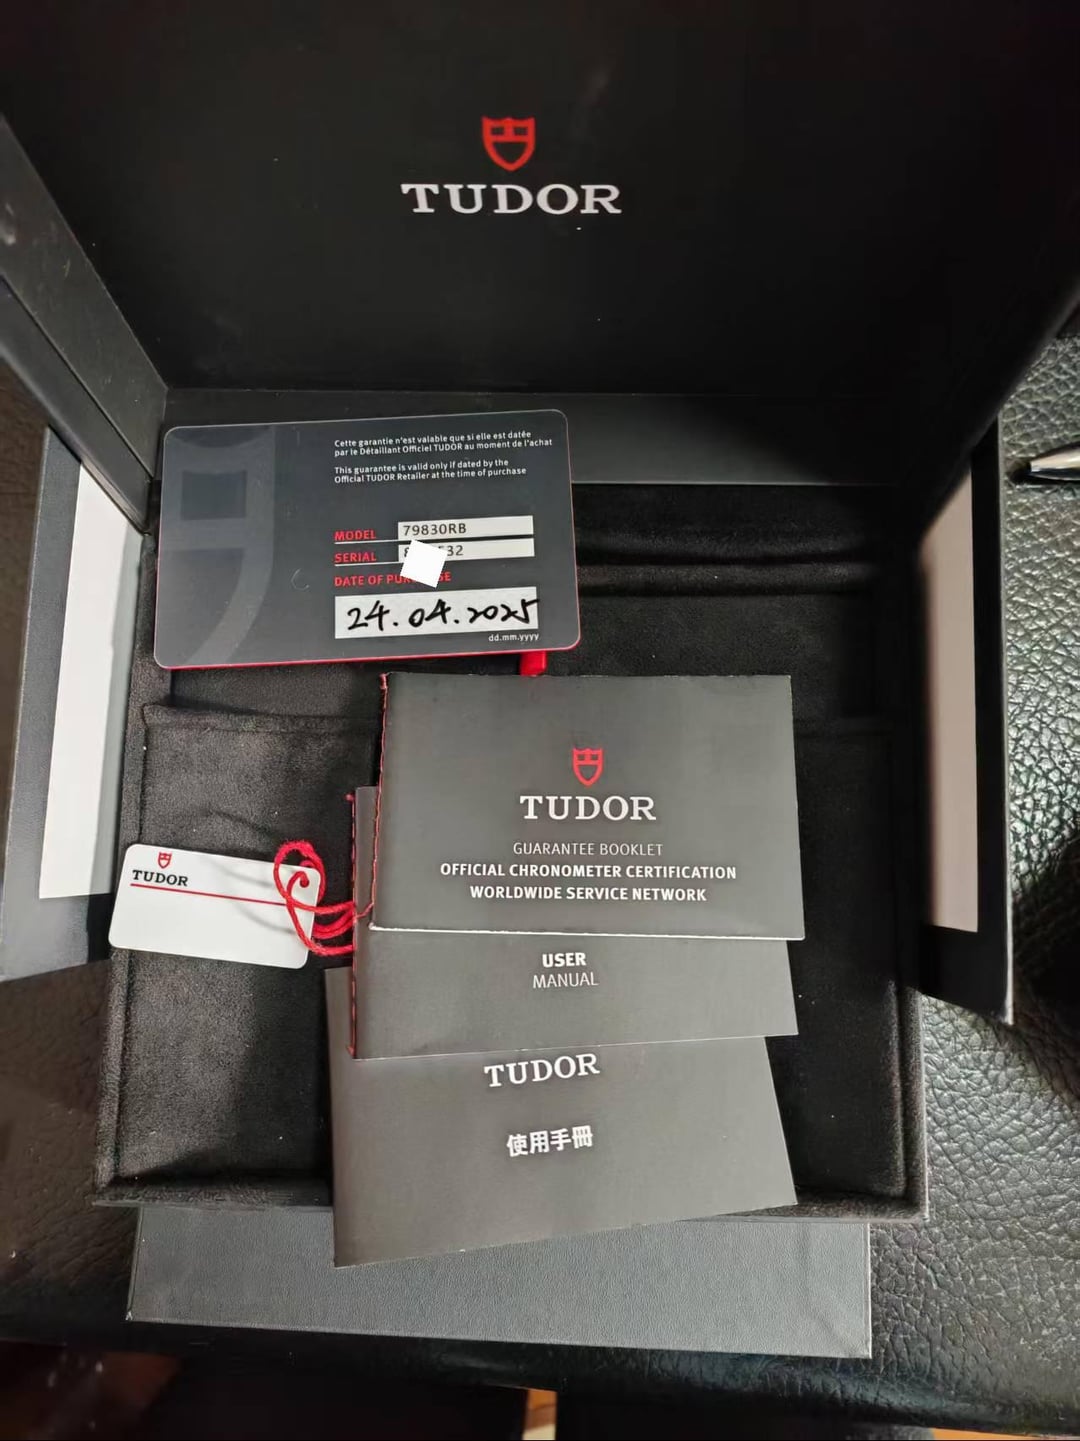 TUDOR
Cette garantie n'est valable que si elle est datée
par le Détaillant Officiel TUDOR au moment de l'achat
This guarantee is valid only if dated by the
Official TUDOR Retailer at the time of purchase
MODEL 79830RB
SERIAL 32
DATE OF
24.04.2025
dd.mm.yyyy
TUDOR
GUARANTEE BOOKLET
OFFICIAL CHRONOMETER CERTIFICATION
WORLDWIDE SERVICE NETWORK
TUDOR
USER
MANUAL
TUDOR
使用手冊